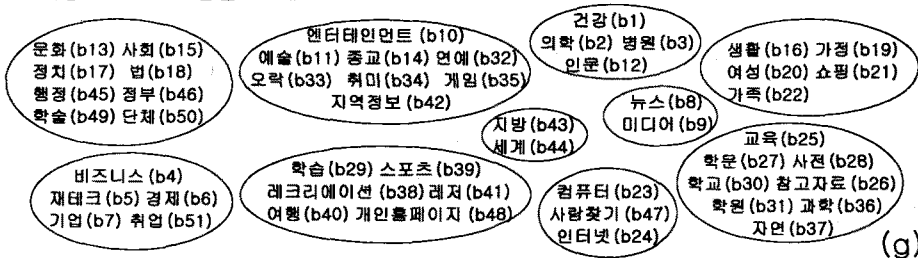 문화(b13) 사회(b15)
정치(b17) 법(b18)
행정(b45) 정부(b46)
학술(b49) 단체(b50)
엔터테인먼트(b10)
예술(b11) 종교(b14) 연예(b32)
오락(b33) 취미(b34) 게임(b35)
지역정보(b42)
건강(b1)
의학(b2) 병원(b3)
인문(b12)
생활(b16) 가정(b19)
여성(b20) 쇼핑(b21)
가족(b22)
뉴스(b8)
미디어(b9)
지방(b43)
세계(b44)
비즈니스(b4)
재테크(b5) 경제(b6)
기업(b7) 취업(b51)
학습(b29) 스포츠(b39)
레크리에이션(b38) 레저(b41)
여행(b40) 개인홈페이지(b48)
컴퓨터(b23)
사람찾기(b47)
인터넷(b24)
교육(b25)
학문(b27) 사전(b28)
학교(b30) 참고자료(b26)
학원(b31) 과학(b36)
자연(b37)
(g)